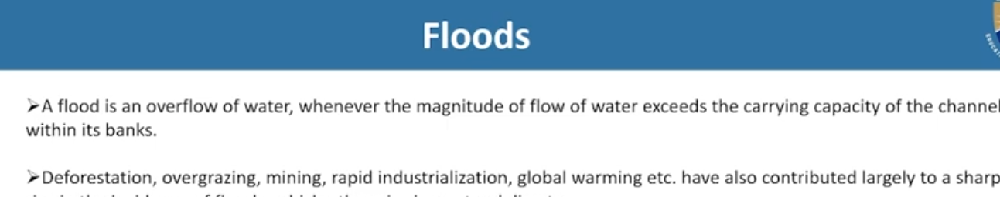 Floods
➢A flood is an overflow of water, whenever the magnitude of flow of water exceeds the carrying capacity of the channel
within its banks.
➢Deforestation, overgrazing, mining, rapid industrialization, global warming etc. have also contributed largely to a sharp